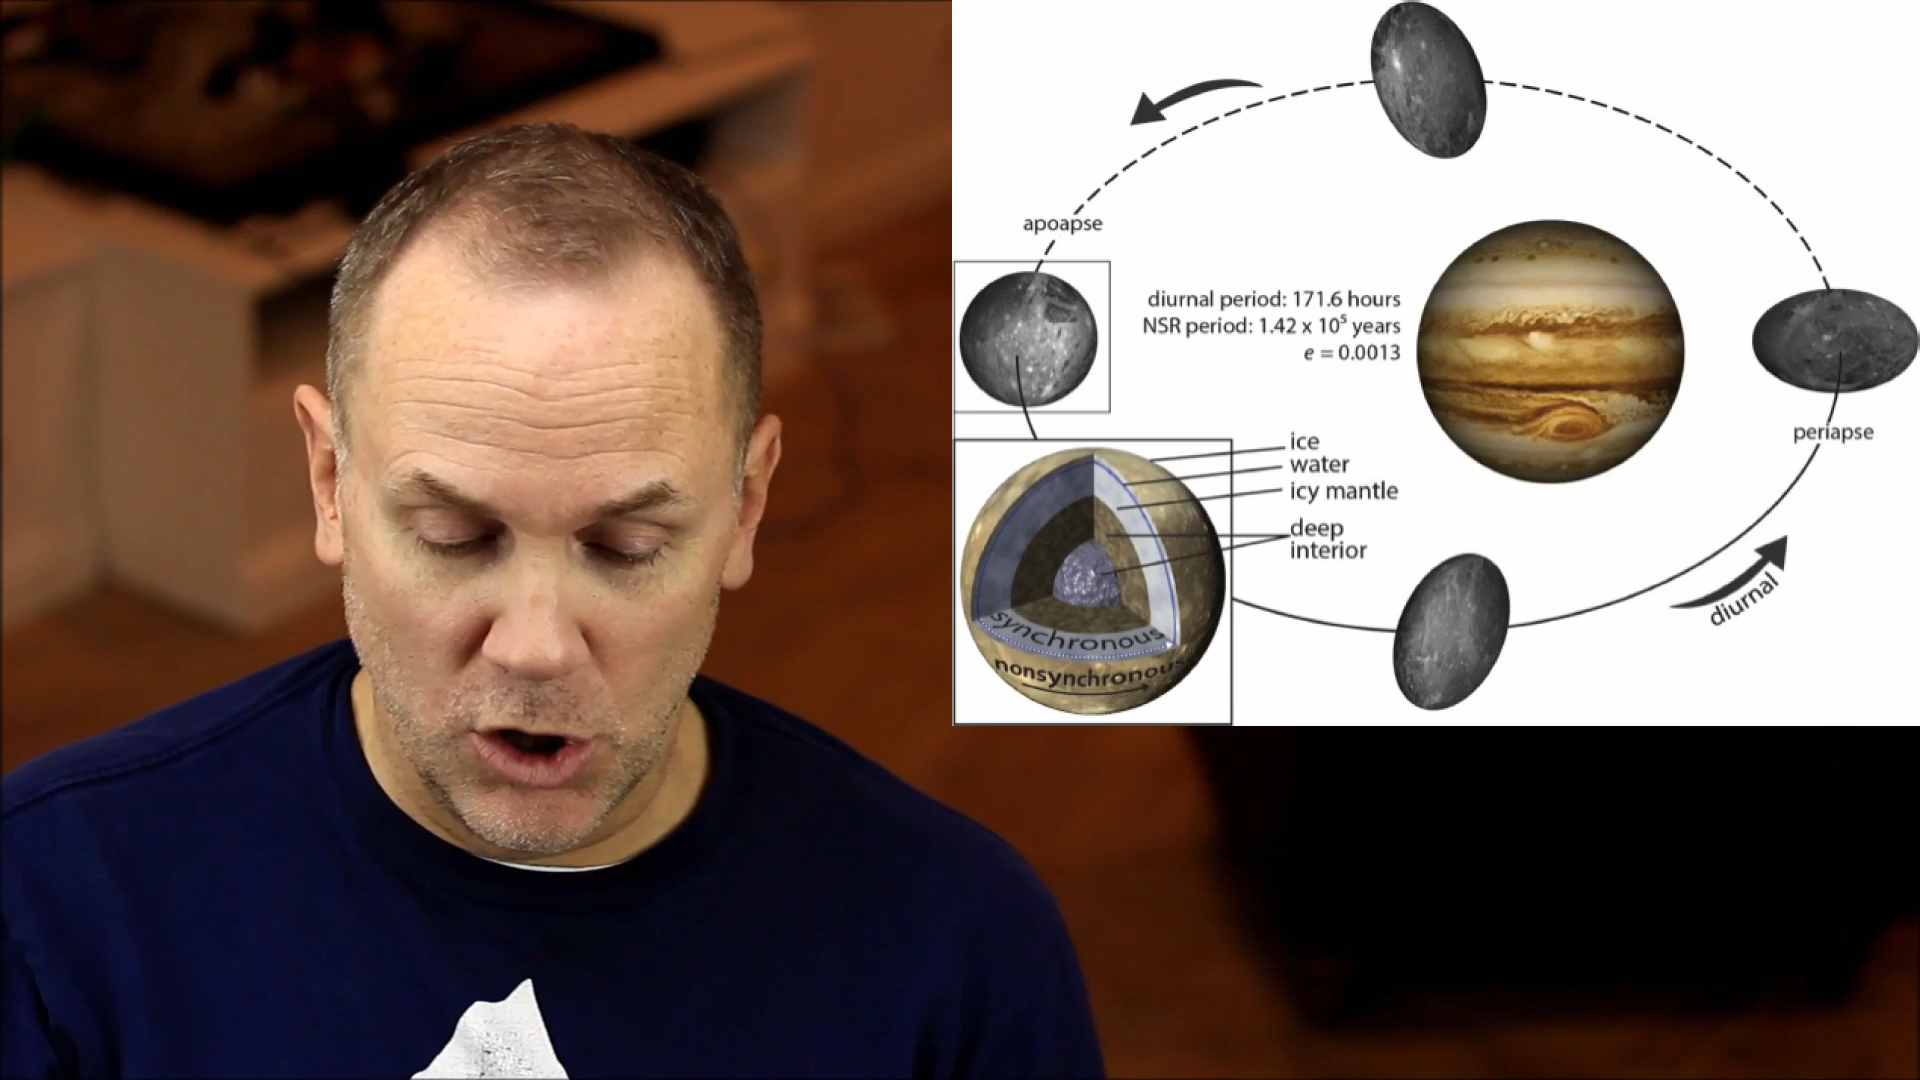 apoapse
diurnal period: 171.6 hours
NSR period: 1.42 x 10⁵ years
e = 0.0013
periapse
ice
water
icy mantle
deep
interior
synchronous
nonsynchronous
diurnal